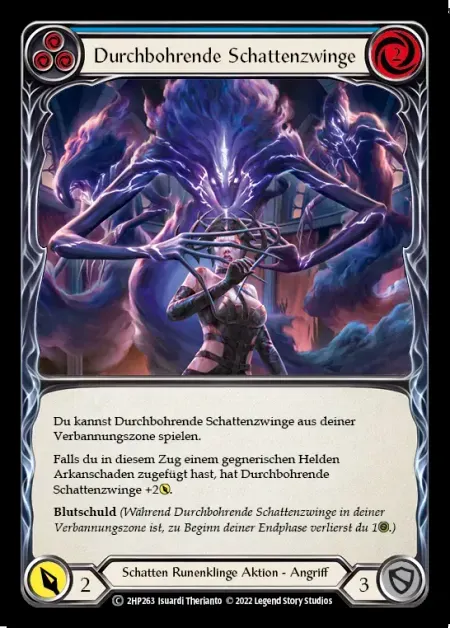 Durchbohrende Schattenzwinge
2
Du kannst Durchbohrende Schattenzwinge aus deiner
Verbannungszone spielen.
Falls du in diesem Zug einem gegnerischen Helden
Arkanschaden zugefügt hast, hat Durchbohrende
Schattenzwinge +2.
Blutschuld (Während Durchbohrende Schattenzwinge in deiner
Verbannungszone ist, zu Beginn deiner Endphase verlierst du 1.)
2
Schatten Runenklinge Aktion - Angriff
3
C 2HP263 Isuardi Therianto © 2022 Legend Story Studios